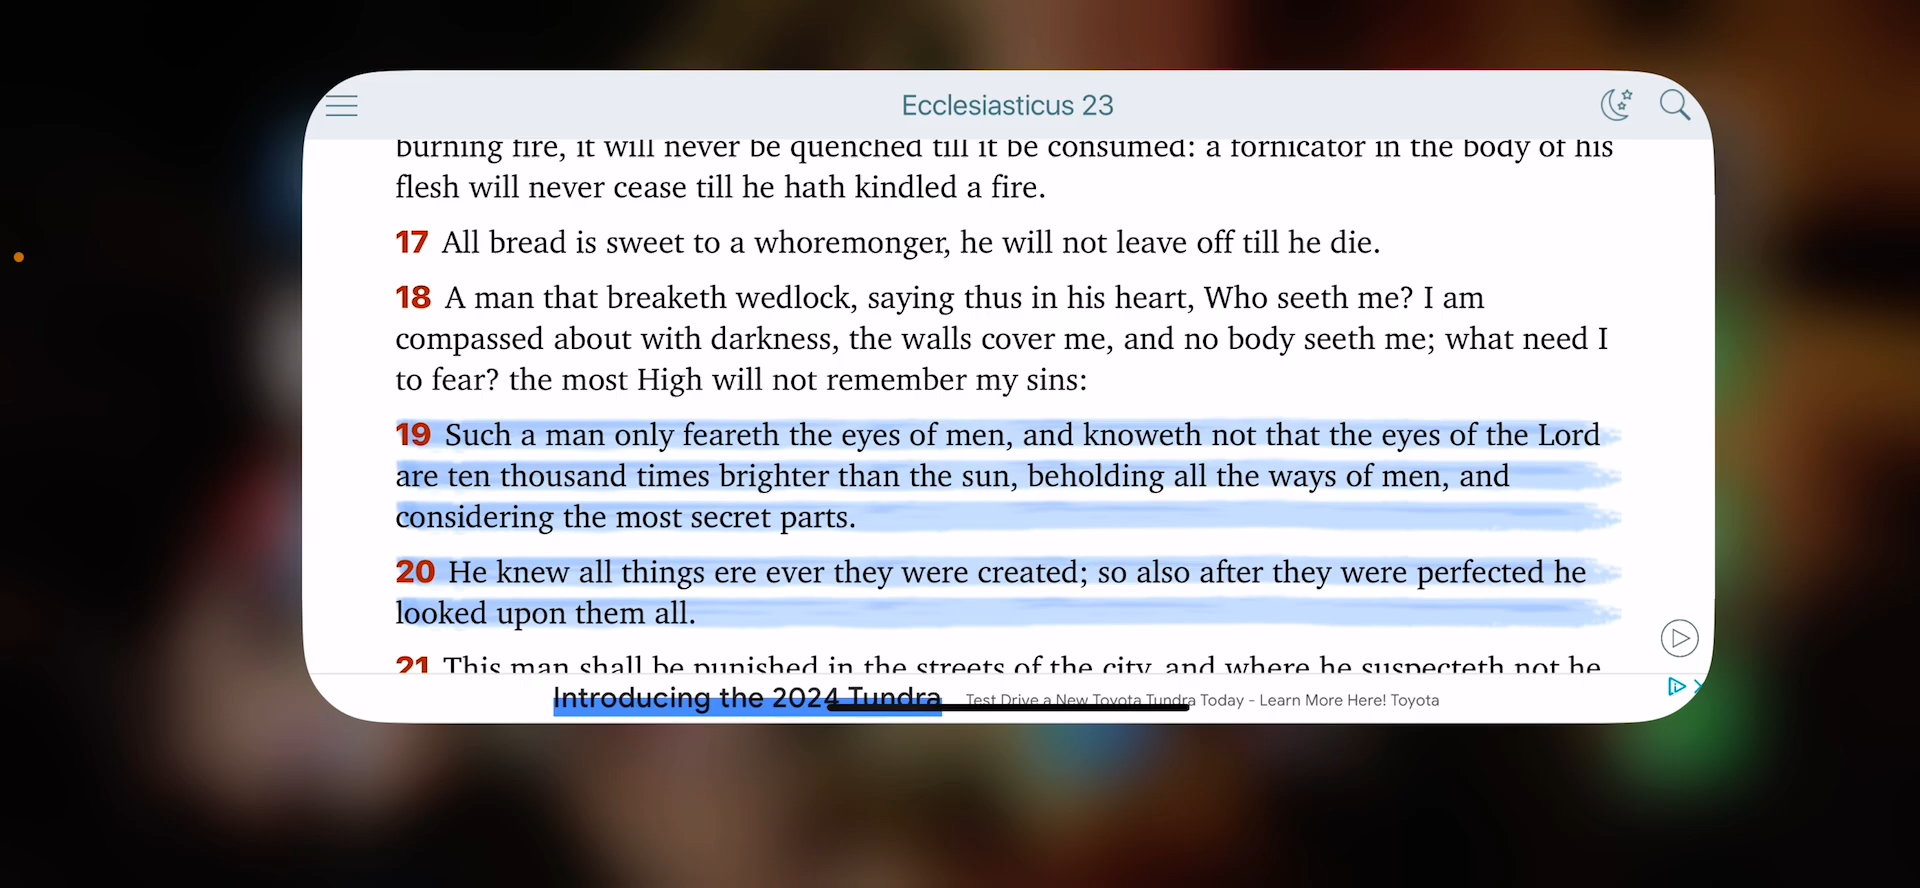 Ecclesiasticus 23
burning fire, it will never be quenched till it be consumed: a fornicator in the body of his
flesh will never cease till he hath kindled a fire.
17 All bread is sweet to a whoremonger, he will not leave off till he die.
18 A man that breaketh wedlock, saying thus in his heart, Who seeth me? I am
compassed about with darkness, the walls cover me, and no body seeth me; what need I
to fear? the most High will not remember my sins:
19 Such a man only feareth the eyes of men, and knoweth not that the eyes of the Lord
are ten thousand times brighter than the sun, beholding all the ways of men, and
considering the most secret parts.
20 He knew all things ere ever they were created; so also after they were perfected he
looked upon them all.
21 This man shall be punished in the streets of the city, and where he suspecteth not he
Introducing the 2024 Tundra
Test Drive a New Toyota Tundra Today - Learn More Here! Toyota